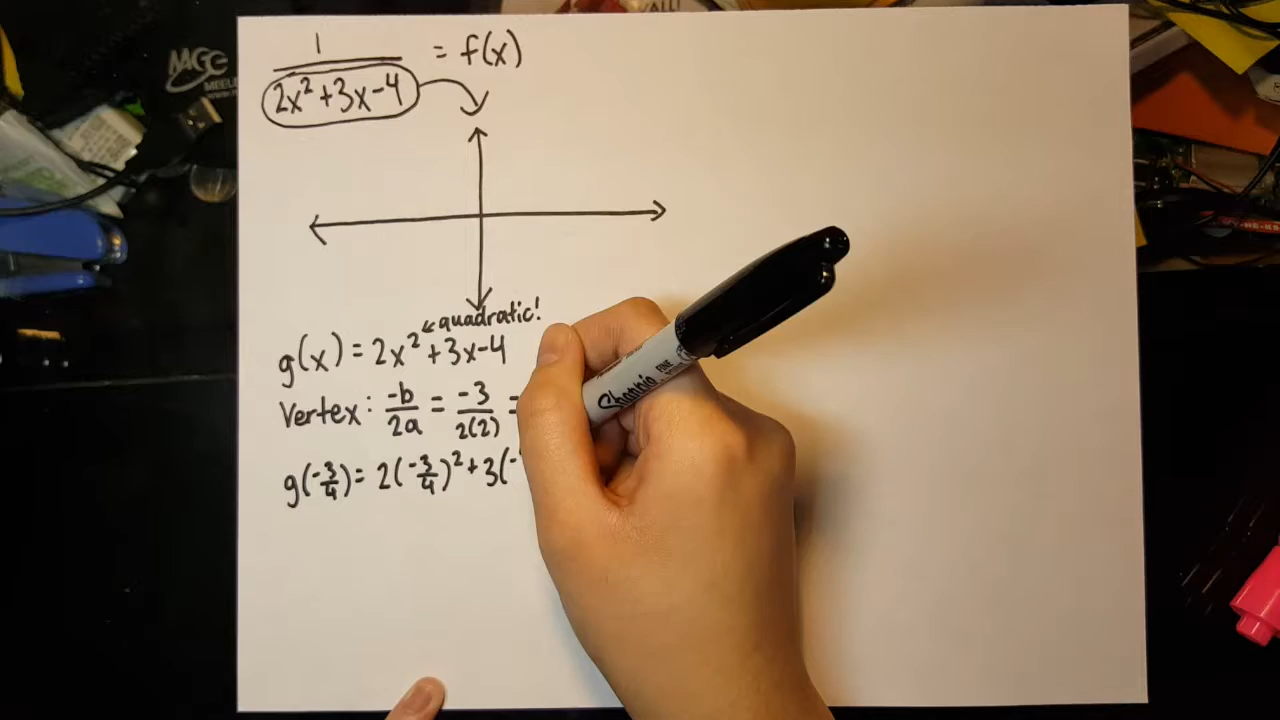 1
———— = f(x)
2x²+3x-4
←quadratic!
g(x)=2x²+3x-4
Vertex: -b/2a = -3/2(2) =
g(-3/4)= 2(-3/4)²+3(-
MCC
Sharpie
FINE